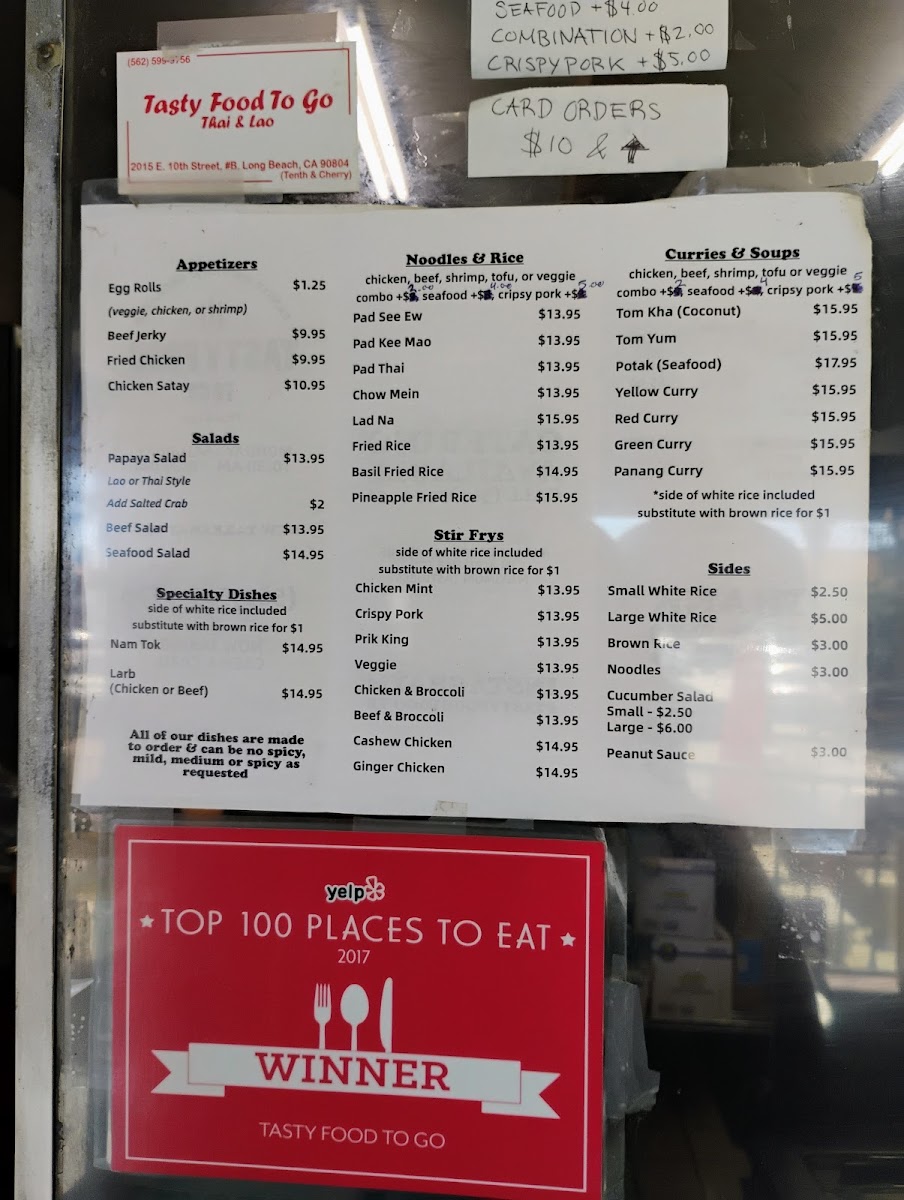 SEAFOOD +$4.00
COMBINATION +$2.00
CRISPY PORK +$5.00
CARD ORDERS
$10 & ↑
(562) 599-
Tasty Food To Go
Thai & Lao
2015 E. 10th Street, #B, Long Beach, CA 90804
(Tenth & Cherry)
Appetizers
Egg Rolls $1.25
(veggie, chicken, or shrimp)
Beef Jerky $9.95
Fried Chicken $9.95
Chicken Satay $10.95
Salads
Papaya Salad $13.95
Lao or Thai Style
Add Salted Crab $2
Beef Salad $13.95
Seafood Salad $14.95
Specialty Dishes
side of white rice included
substitute with brown rice for $1
Nam Tok $14.95
Larb
(Chicken or Beef) $14.95
All of our dishes are made
to order & can be no spicy,
mild, medium or spicy as
requested
Noodles & Rice
chicken, beef, shrimp, tofu, or veggie
combo +$2.00, seafood +$4.00, cripsy pork +$5.00
Pad See Ew $13.95
Pad Kee Mao $13.95
Pad Thai $13.95
Chow Mein $13.95
Lad Na $15.95
Fried Rice $13.95
Basil Fried Rice $14.95
Pineapple Fried Rice $15.95
Stir Frys
side of white rice included
substitute with brown rice for $1
Chicken Mint $13.95
Crispy Pork $13.95
Prik King $13.95
Veggie $13.95
Chicken & Broccoli $13.95
Beef & Broccoli $13.95
Cashew Chicken $14.95
Ginger Chicken $14.95
Curries & Soups
chicken, beef, shrimp, tofu or veggie
combo +$2, seafood +$4, cripsy pork +$5
Tom Kha (Coconut) $15.95
Tom Yum $15.95
Potak (Seafood) $17.95
Yellow Curry $15.95
Red Curry $15.95
Green Curry $15.95
Panang Curry $15.95
*side of white rice included
substitute with brown rice for $1
Sides
Small White Rice $2.50
Large White Rice $5.00
Brown Rice $3.00
Noodles $3.00
Cucumber Salad
Small - $2.50
Large - $6.00
Peanut Sauce $3.00
yelp
TOP 100 PLACES TO EAT
2017
WINNER
TASTY FOOD TO GO